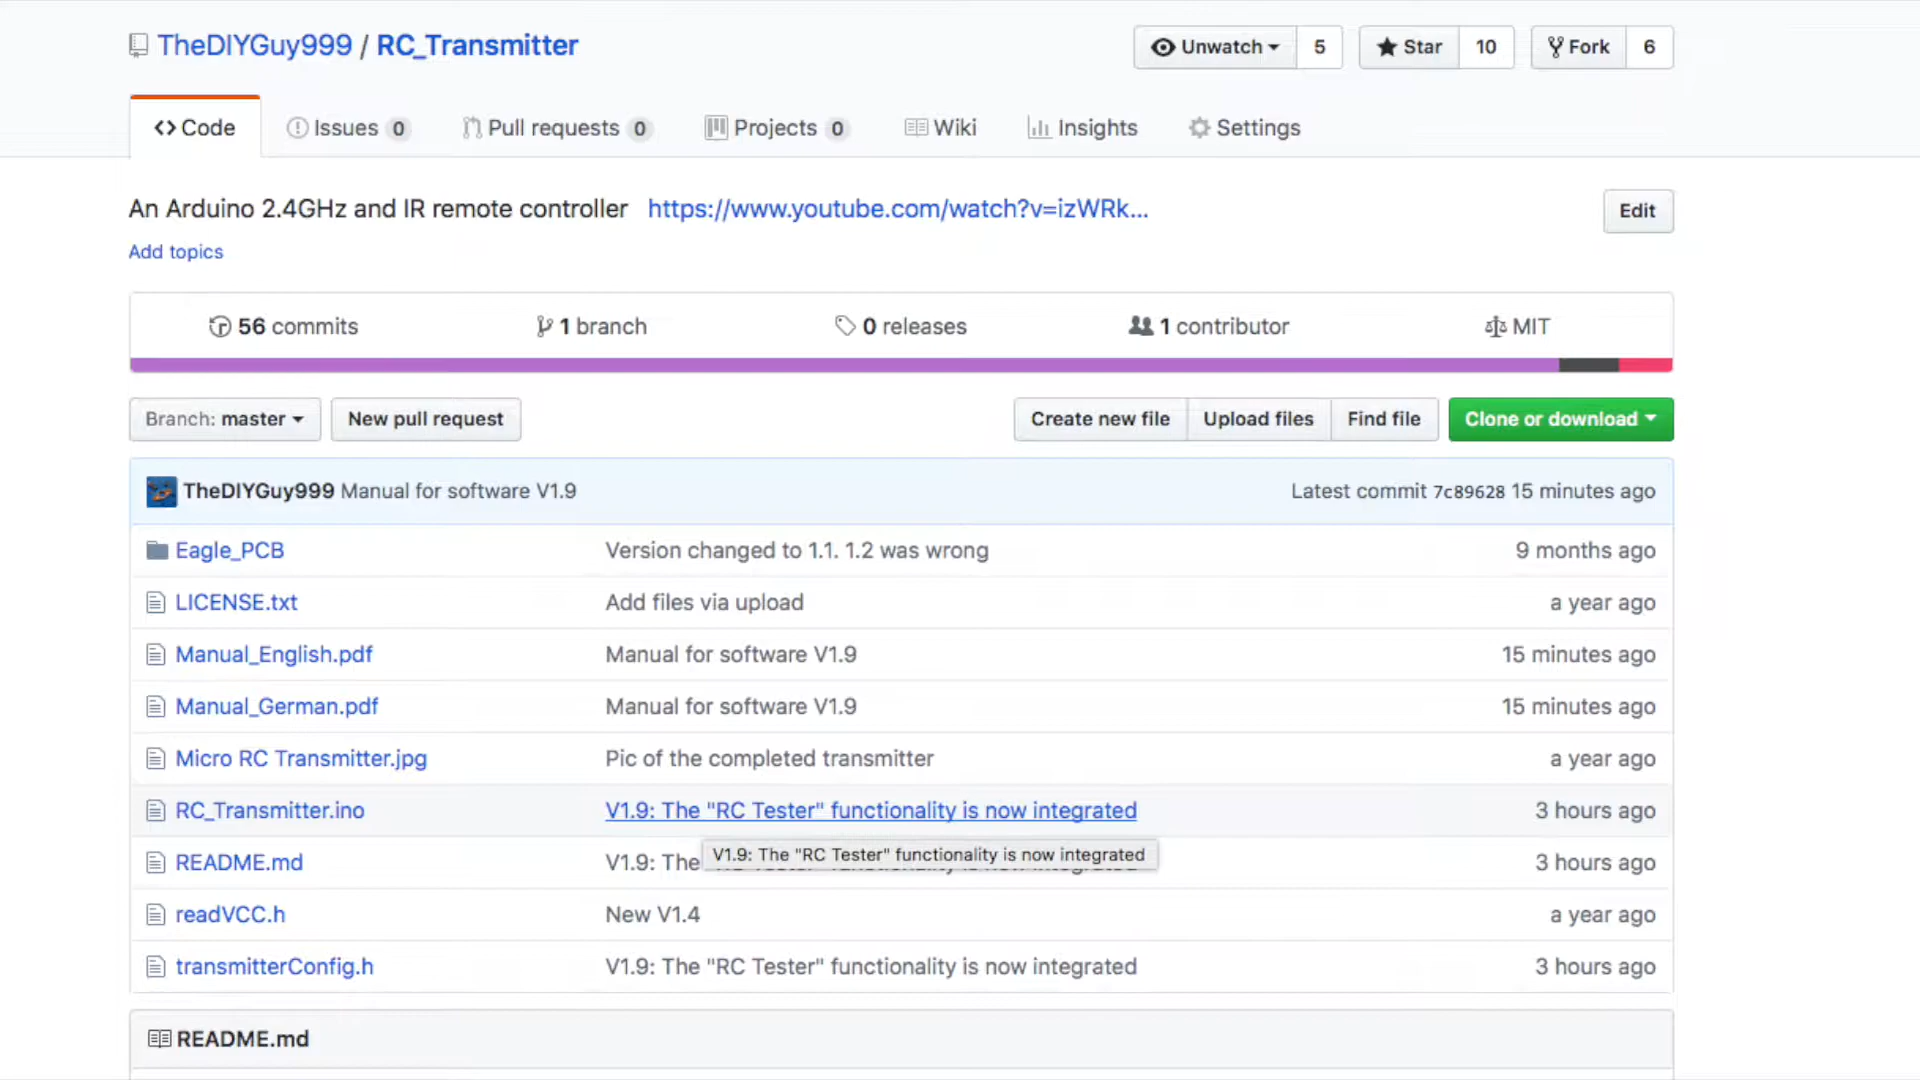 TheDIYGuy999 / RC_Transmitter
Unwatch 5 Star 10 Fork 6
Code Issues 0 Pull requests 0 Projects 0 Wiki Insights Settings
An Arduino 2.4GHz and IR remote controller https://www.youtube.com/watch?v=izWRk...
Edit
Add topics
56 commits 1 branch 0 releases 1 contributor MIT
Branch: master New pull request Create new file Upload files Find file Clone or download
TheDIYGuy999 Manual for software V1.9 Latest commit 7c89628 15 minutes ago
Eagle_PCB Version changed to 1.1. 1.2 was wrong 9 months ago
LICENSE.txt Add files via upload a year ago
Manual_English.pdf Manual for software V1.9 15 minutes ago
Manual_German.pdf Manual for software V1.9 15 minutes ago
Micro RC Transmitter.jpg Pic of the completed transmitter a year ago
RC_Transmitter.ino V1.9: The "RC Tester" functionality is now integrated 3 hours ago
V1.9: The "RC Tester" functionality is now integrated
README.md V1.9: The 3 hours ago
readVCC.h New V1.4 a year ago
transmitterConfig.h V1.9: The "RC Tester" functionality is now integrated 3 hours ago
README.md